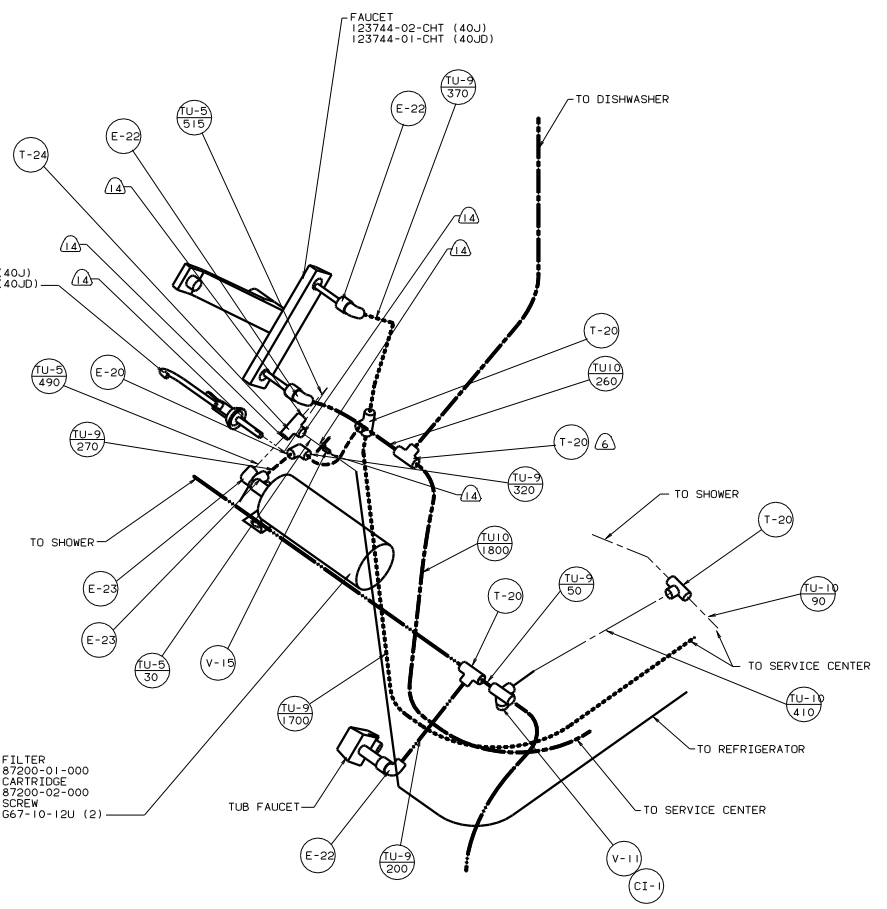 FAUCET
123744-02-CHT (40J)
123744-01-CHT (40JD)
TU-9
370
TO DISHWASHER
E-22
TU-5
515
E-22
T-24
14
14
14
14
14
40J)
40JD)
T-20
TU-5
490
E-20
TU10
260
TU-9
270
T-20
6
TU-9
320
14
TO SHOWER
TO SHOWER
T-20
TU10
1800
E-23
T-20
TU-9
50
TU-10
90
E-23
TU-5
30
V-15
TO SERVICE CENTER
TU-9
1700
TU-10
410
TO REFRIGERATOR
FILTER
87200-01-000
CARTRIDGE
87200-02-000
SCREW
G67-10-12U (2)
TUB FAUCET
TO SERVICE CENTER
E-22
TU-9
200
V-11
CI-1